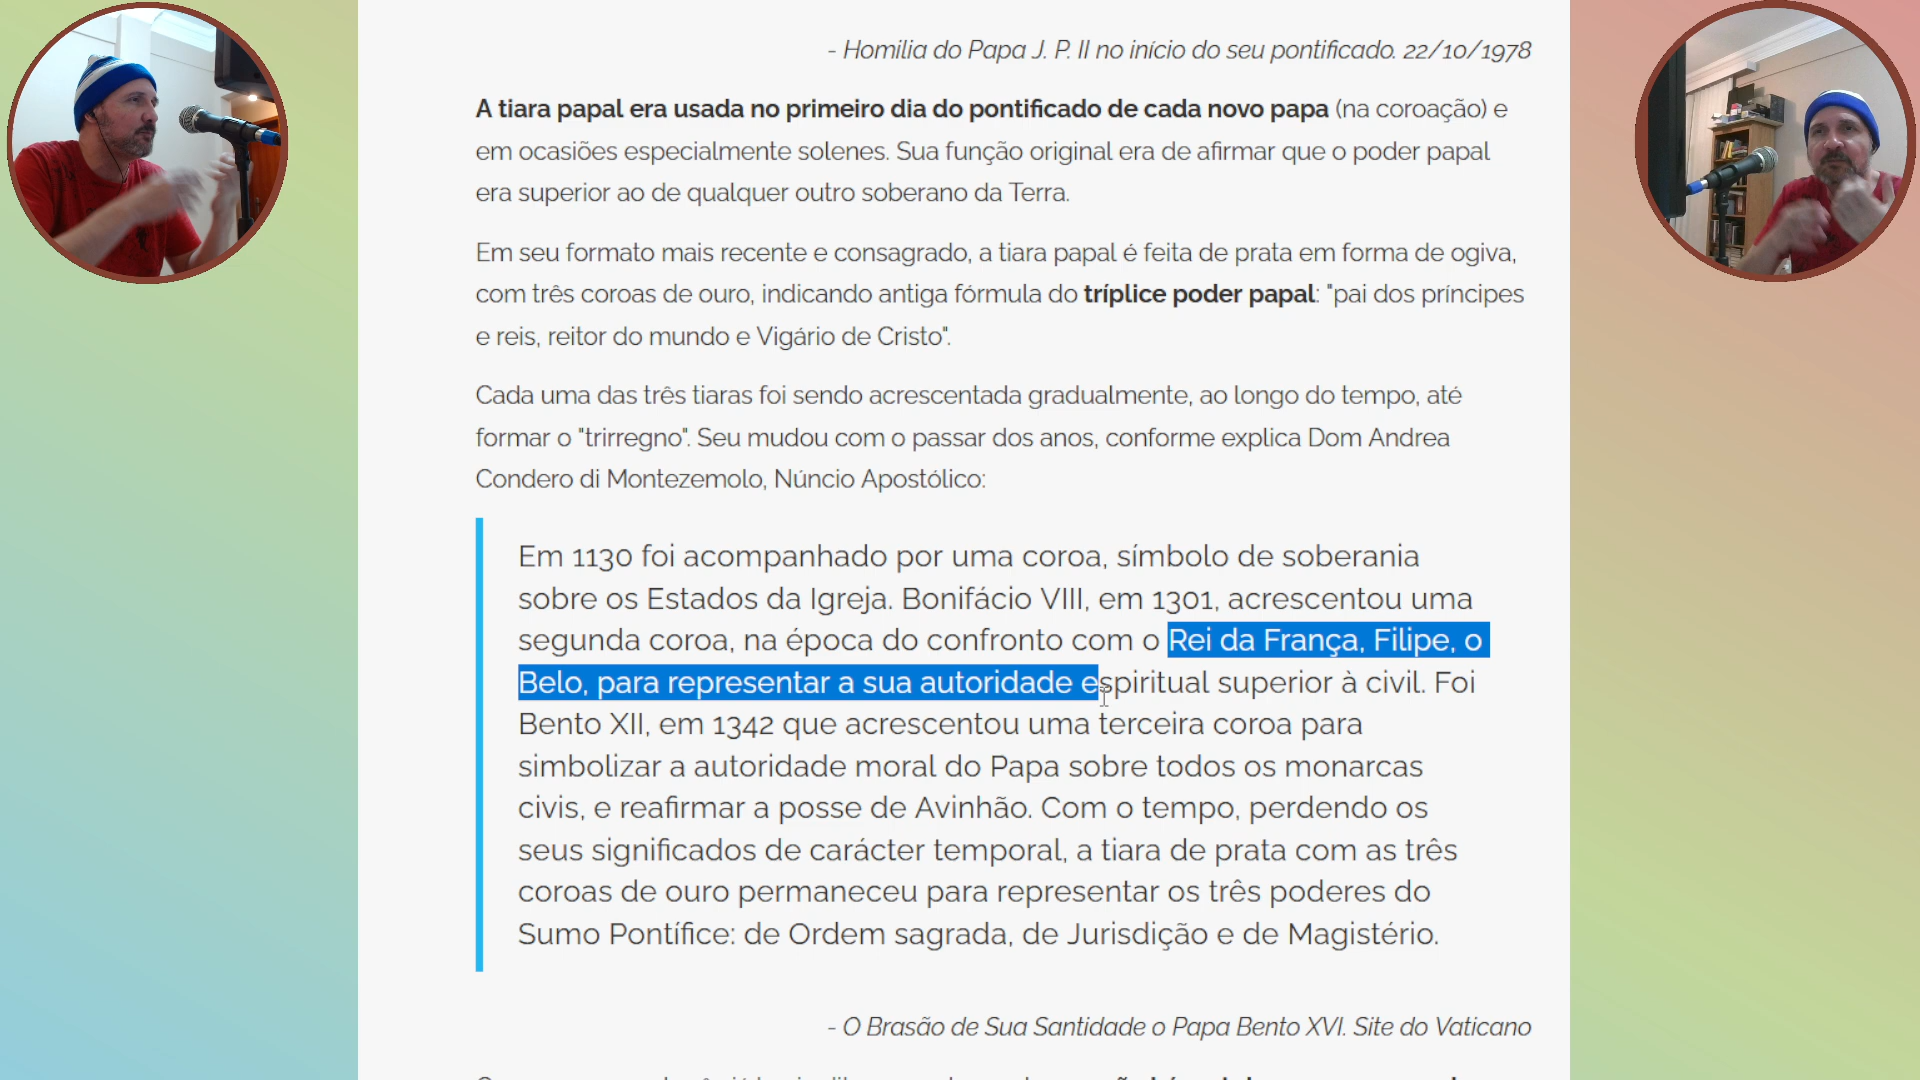 - Homilia do Papa J. P. II no início do seu pontificado. 22/10/1978
A tiara papal era usada no primeiro dia do pontificado de cada novo papa (na coroação) e
em ocasiões especialmente solenes. Sua função original era de afirmar que o poder papal
era superior ao de qualquer outro soberano da Terra.
Em seu formato mais recente e consagrado, a tiara papal é feita de prata em forma de ogiva,
com três coroas de ouro, indicando antiga fórmula do tríplice poder papal: "pai dos príncipes
e reis, reitor do mundo e Vigário de Cristo".
Cada uma das três tiaras foi sendo acrescentada gradualmente, ao longo do tempo, até
formar o "trirregno". Seu mudou com o passar dos anos, conforme explica Dom Andrea
Condero di Montezemolo, Núncio Apostólico:
Em 1130 foi acompanhado por uma coroa, símbolo de soberania
sobre os Estados da Igreja. Bonifácio VIII, em 1301, acrescentou uma
segunda coroa, na época do confronto com o Rei da França, Filipe, o
Belo, para representar a sua autoridade espiritual superior à civil. Foi
Bento XII, em 1342 que acrescentou uma terceira coroa para
simbolizar a autoridade moral do Papa sobre todos os monarcas
civis, e reafirmar a posse de Avinhão. Com o tempo, perdendo os
seus significados de carácter temporal, a tiara de prata com as três
coroas de ouro permaneceu para representar os três poderes do
Sumo Pontífice: de Ordem sagrada, de Jurisdição e de Magistério.
- O Brasão de Sua Santidade o Papa Bento XVI. Site do Vaticano